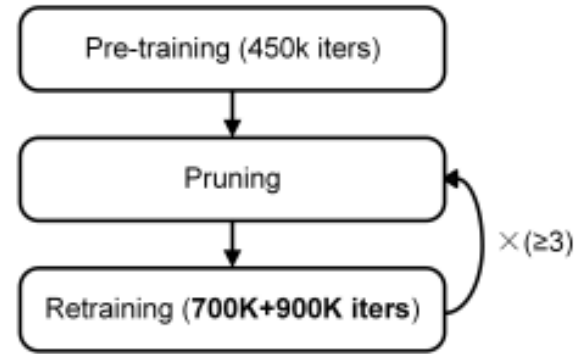 Pre-training (450k iters)
Pruning
×(≥3)
Retraining (700K+900K iters)